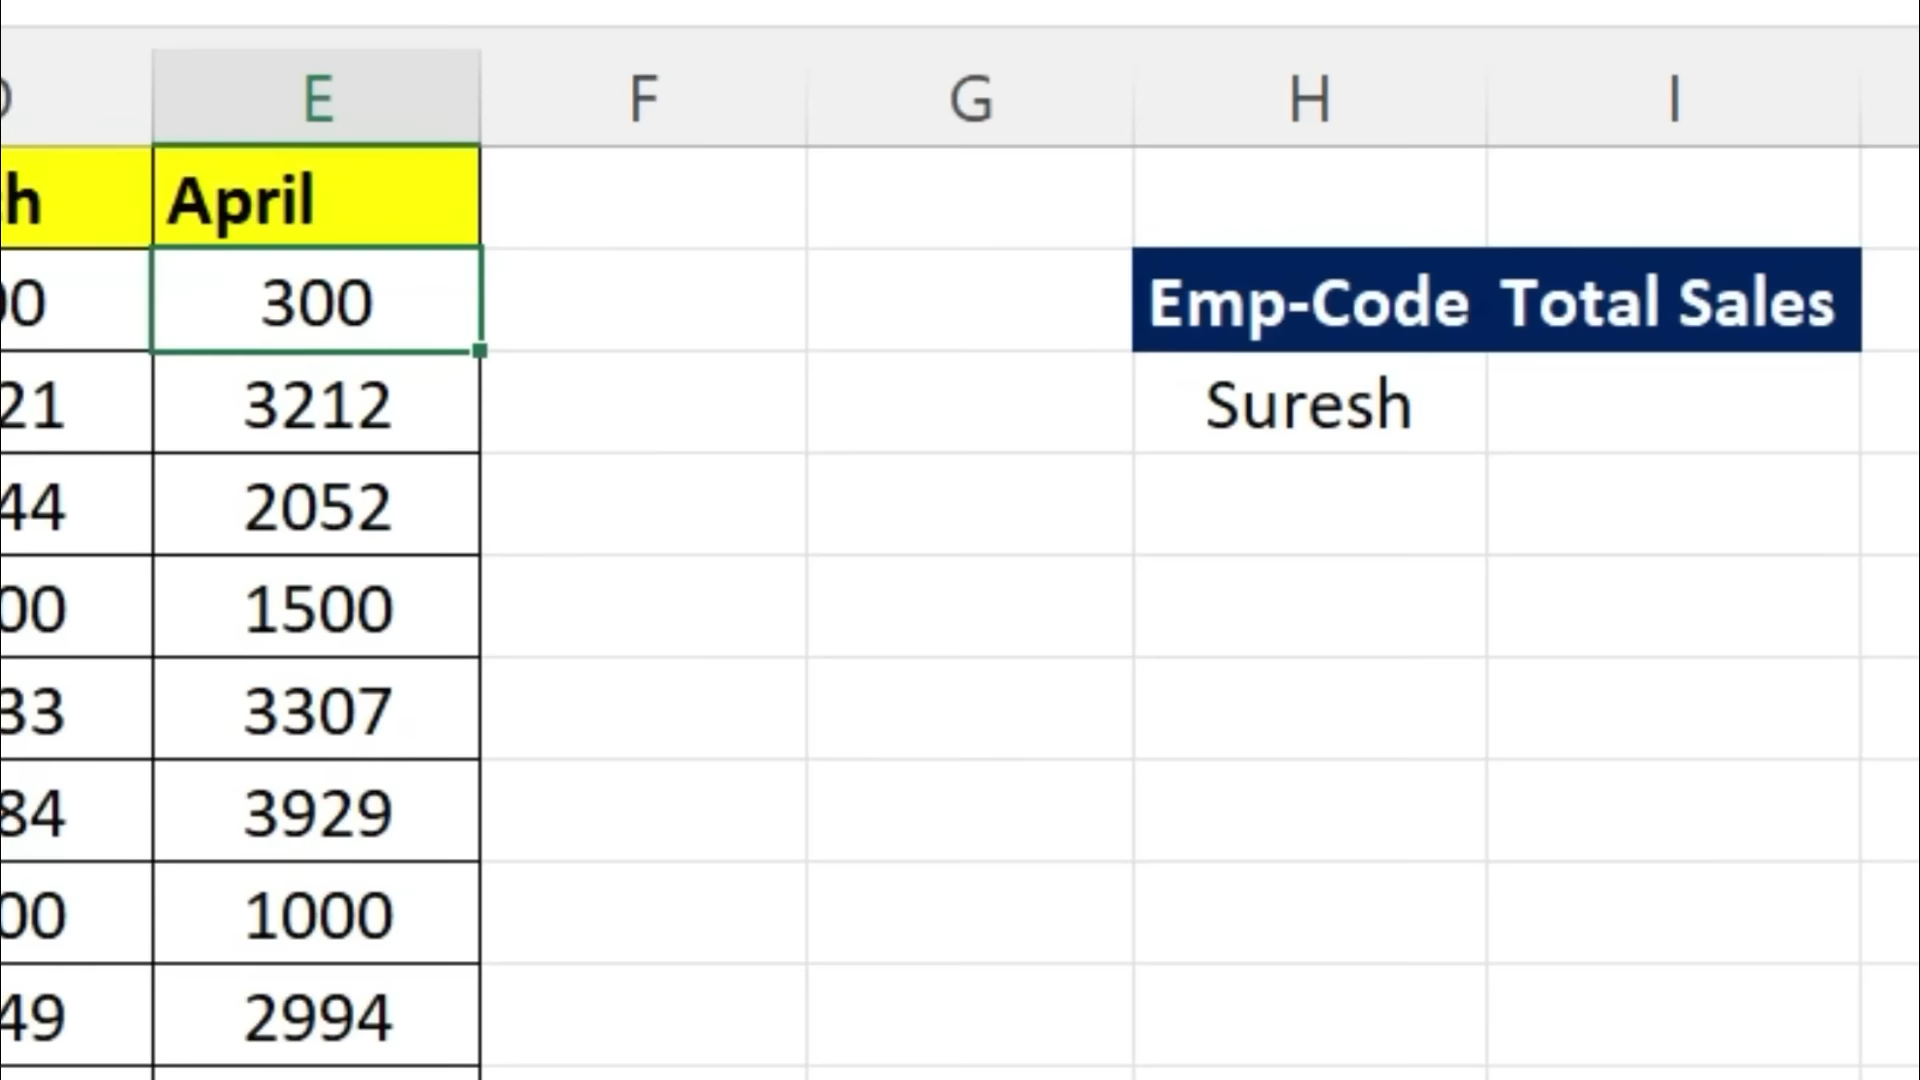 E F G H I
h April
300 Emp-Code Total Sales
21 3212 Suresh
44 2052
00 1500
33 3307
84 3929
00 1000
49 2994